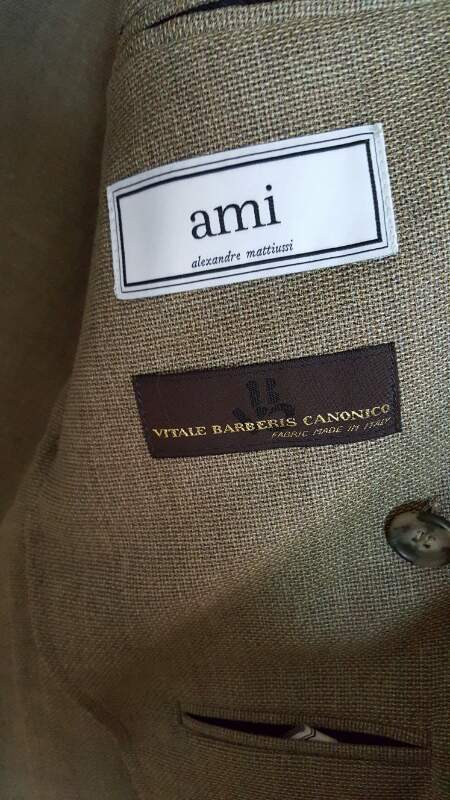 ami
alexandre mattiussi
VITALE BARBERIS CANONICO
FABRIC MADE IN ITALY